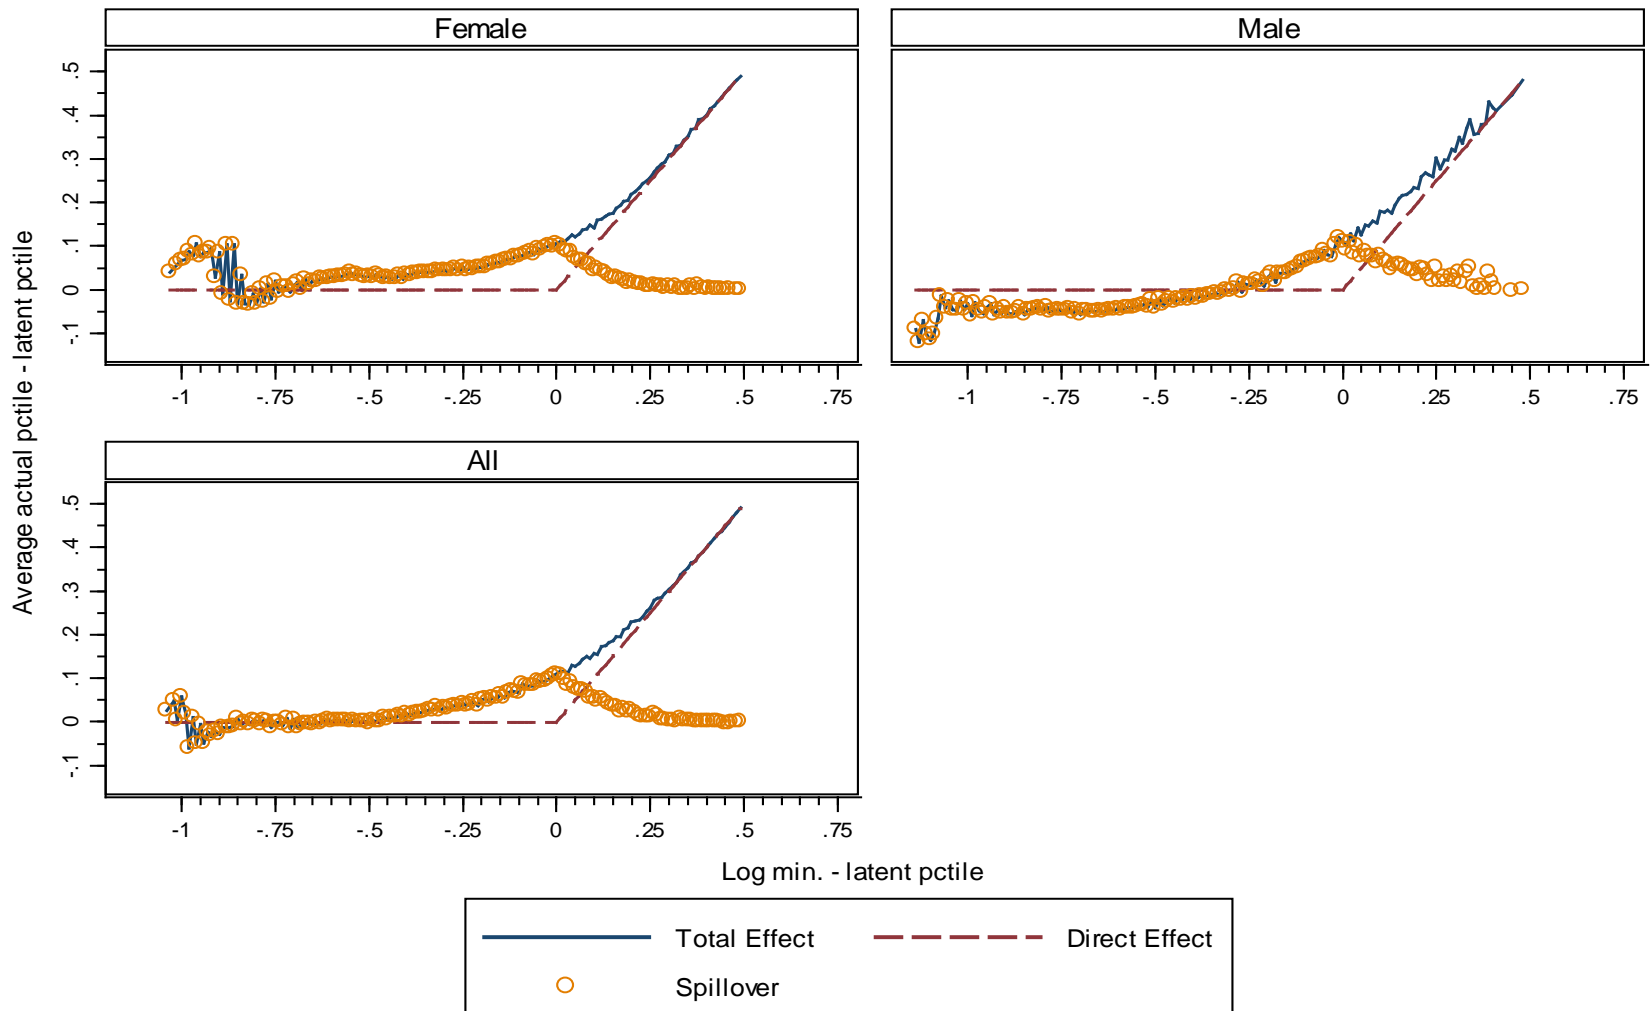 Female
Male
.5
.4
.3
.2
.1
0
-.1
-1 -.75 -.5 -.25 0 .25 .5 .75
-1 -.75 -.5 -.25 0 .25 .5 .75
All
.5
.4
.3
.2
.1
0
-.1
-1 -.75 -.5 -.25 0 .25 .5 .75
Average actual pctile - latent pctile
Log min. - latent pctile
Total Effect
Direct Effect
Spillover